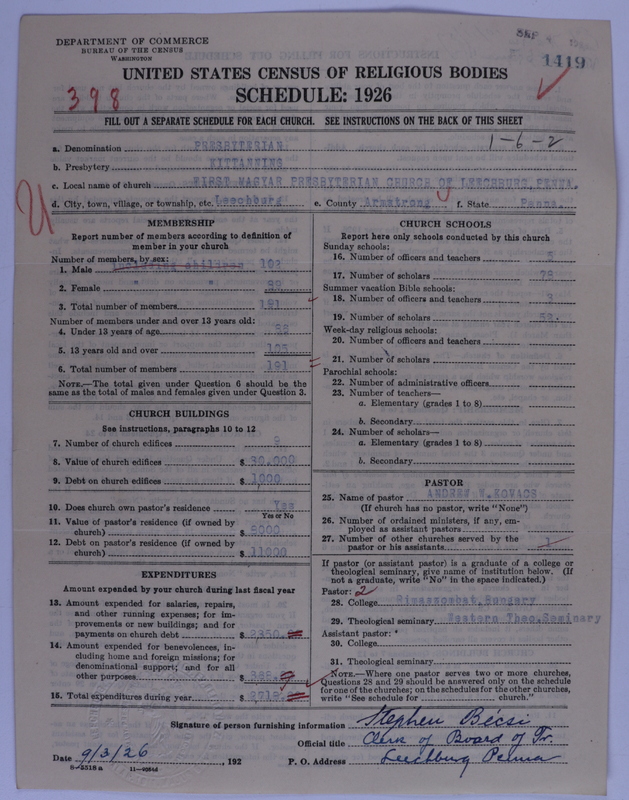 DEPARTMENT OF COMMERCE
BUREAU OF THE CENSUS
WASHINGTON
1419
UNITED STATES CENSUS OF RELIGIOUS BODIES
398
SCHEDULE: 1926
FILL OUT A SEPARATE SCHEDULE FOR EACH CHURCH. SEE INSTRUCTIONS ON THE BACK OF THIS SHEET
1-6-2
a. Denomination PRESBYTERIAN
b. Presbytery KITTANNING
c. Local name of church FIRST MAGYAR PRESBYTERIAN CHURCH OF LEECHBURG, PENNA.
d. City, town, village, or township, etc. Leechburg e. County Armstrong f. State Penna.
MEMBERSHIP
Report number of members according to definition of member in your church
Number of members, by sex: including children
1. Male 102
2. Female " " 89
3. Total number of members 191
Number of members under and over 13 years old:
4. Under 13 years of age
5. 13 years old and over 105
6. Total number of members 191
NOTE.—The total given under Question 6 should be the
same as the total of males and females given under Question 3.
CHURCH BUILDINGS
See instructions, paragraphs 10 to 12
7. Number of church edifices
8. Value of church edifices $ 30,000
9. Debt on church edifices $ 1000
10. Does church own pastor's residence Yes
Yes or No
11. Value of pastor's residence (if owned by
church) $ 8000
12. Debt on pastor's residence (if owned by
church) $ 11000
EXPENDITURES
Amount expended by your church during last fiscal year
13. Amount expended for salaries, repairs,
and other running expenses; for im-
provements or new buildings; and for
payments on church debt $ 2350.
14. Amount expended for benevolences, in-
cluding home and foreign missions; for
denominational support; and for all
other purposes $
15. Total expenditures during year $
CHURCH SCHOOLS
Report here only schools conducted by this church
Sunday schools:
16. Number of officers and teachers 5
17. Number of scholars 78
Summer vacation Bible schools:
18. Number of officers and teachers 3
19. Number of scholars
Week-day religious schools:
20. Number of officers and teachers
21. Number of scholars
Parochial schools:
22. Number of administrative officers
23. Number of teachers—
a. Elementary (grades 1 to 8)
b. Secondary
24. Number of scholars—
a. Elementary (grades 1 to 8)
b. Secondary
PASTOR
25. Name of pastor ANDREW W. KOVACS
(If church has no pastor, write "None")
26. Number of ordained ministers, if any, em-
ployed as assistant pastors
27. Number of other churches served by the
pastor or his assistants 1
If pastor (or assistant pastor) is a graduate of a college or
theological seminary, give name of institution below. (If
not a graduate, write "No" in the space indicated.)
Pastor: 2
28. College Rimaszombat, Hungary
29. Theological seminary Western Theo. Seminary
Assistant pastor:
30. College
31. Theological seminary
NOTE.—Where one pastor serves two or more churches,
Questions 28 and 29 should be answered only on the schedule
for one of the churches; on the schedules for the other churches,
write "See schedule for church."
Signature of person furnishing information Stephen Bécsi
Official title Clerk of Board of Tr.
Date 9/3/26, 192 P. O. Address Leechburg Penna
8-5518a